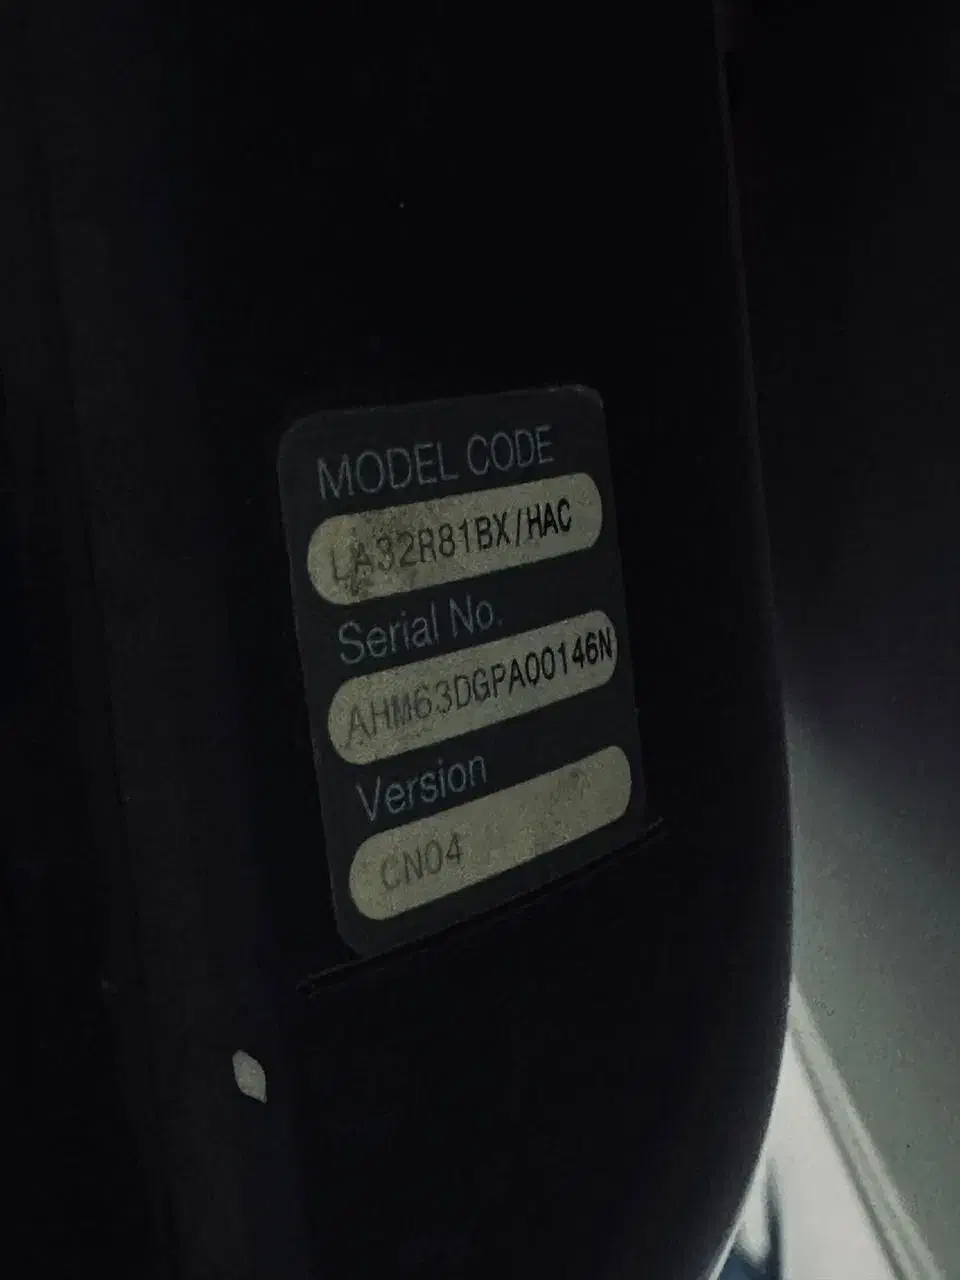 MODEL CODE
LA32R81BX/HAC
Serial No.
AHM63DGPA00146N
Version
CN04